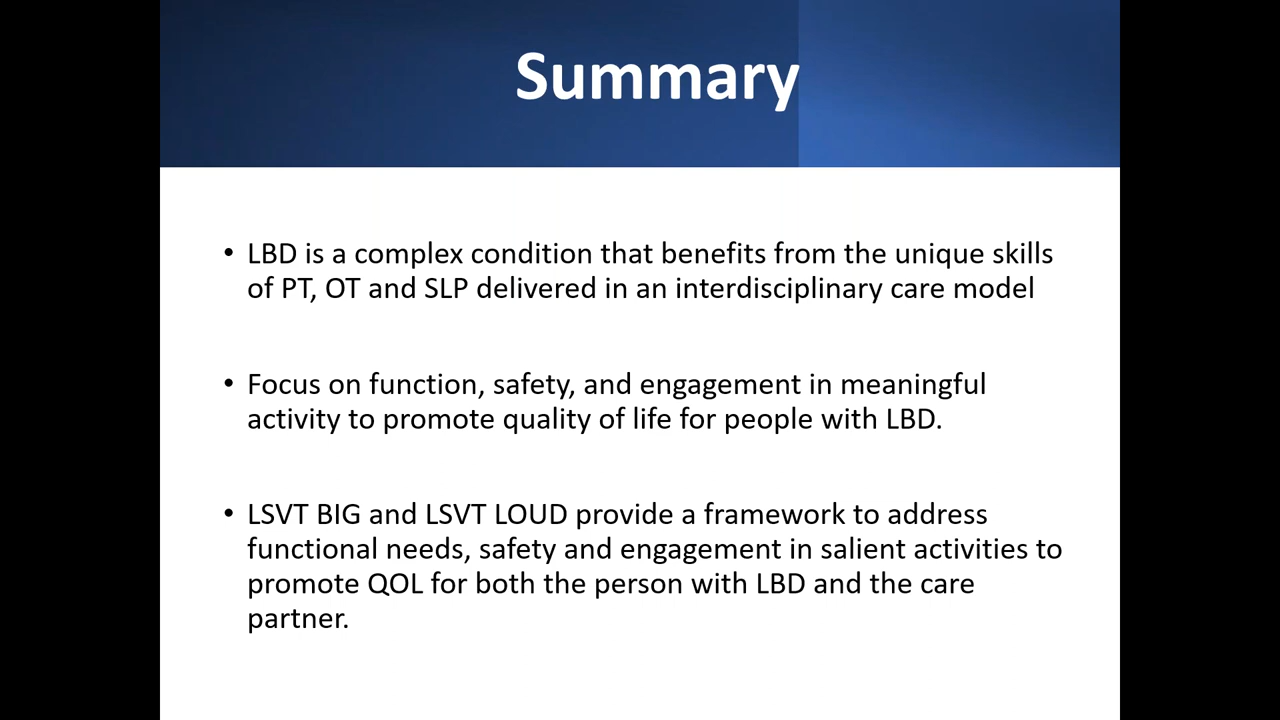 Summary
• LBD is a complex condition that benefits from the unique skills
of PT, OT and SLP delivered in an interdisciplinary care model
• Focus on function, safety, and engagement in meaningful
activity to promote quality of life for people with LBD.
• LSVT BIG and LSVT LOUD provide a framework to address
functional needs, safety and engagement in salient activities to
promote QOL for both the person with LBD and the care
partner.